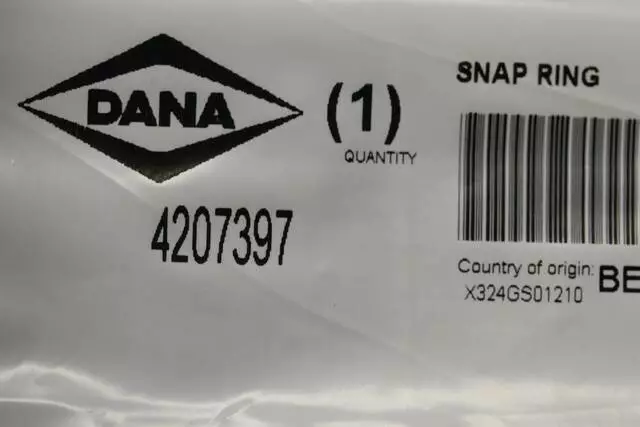 DANA
(1)
QUANTITY
4207397
SNAP RING
Country of origin: BE
X324GS01210